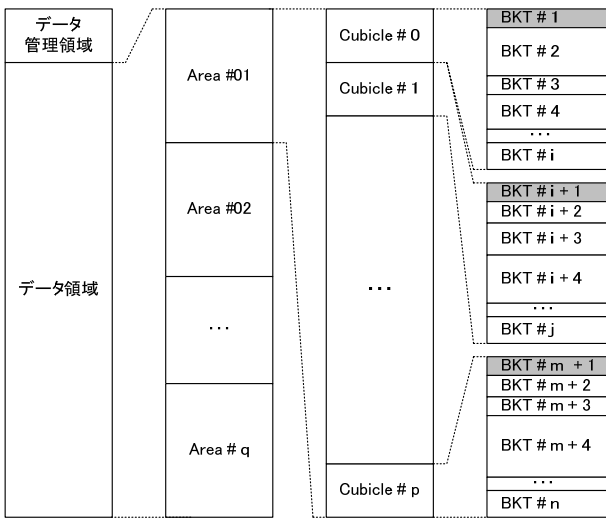 データ
管理領域
データ領域
Area #01
Area #02
...
Area # q
Cubicle # 0
Cubicle # 1
...
Cubicle # p
BKT # 1
BKT # 2
BKT # 3
BKT # 4
...
BKT # i
BKT # i + 1
BKT # i + 2
BKT # i + 3
BKT # i + 4
...
BKT # j
BKT # m + 1
BKT # m + 2
BKT # m + 3
BKT # m + 4
...
BKT # n